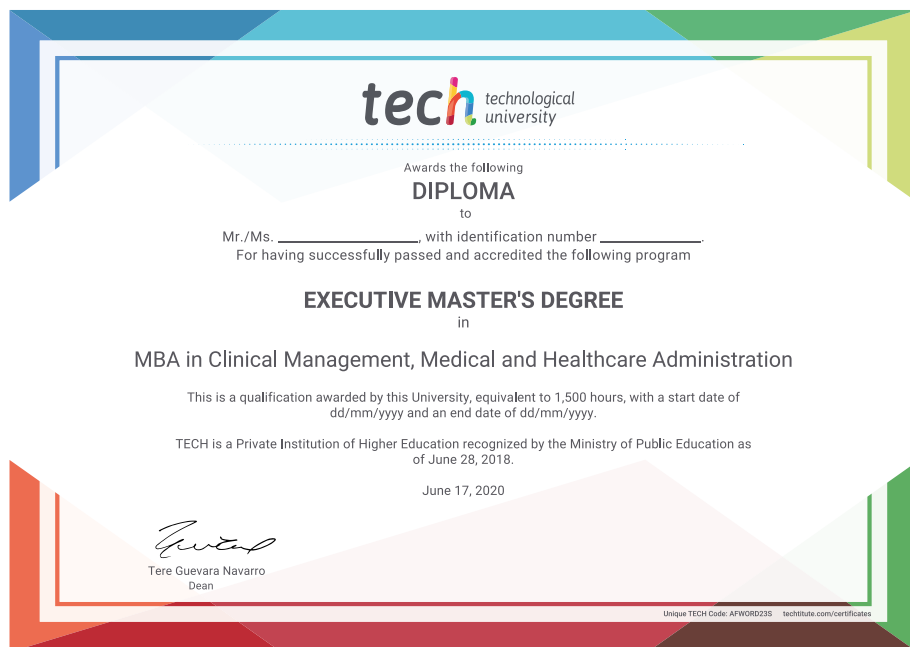 tech technological
university
Awards the following
DIPLOMA
to
Mr./Ms. ____________________, with identification number ______________.
For having successfully passed and accredited the following program
EXECUTIVE MASTER'S DEGREE
in
MBA in Clinical Management, Medical and Healthcare Administration
This is a qualification awarded by this University, equivalent to 1,500 hours, with a start date of
dd/mm/yyyy and an end date of dd/mm/yyyy.
TECH is a Private Institution of Higher Education recognized by the Ministry of Public Education as
of June 28, 2018.
June 17, 2020
Tere Guevara Navarro
Dean
Unique TECH Code: AFWORD23S techtitute.com/certificates